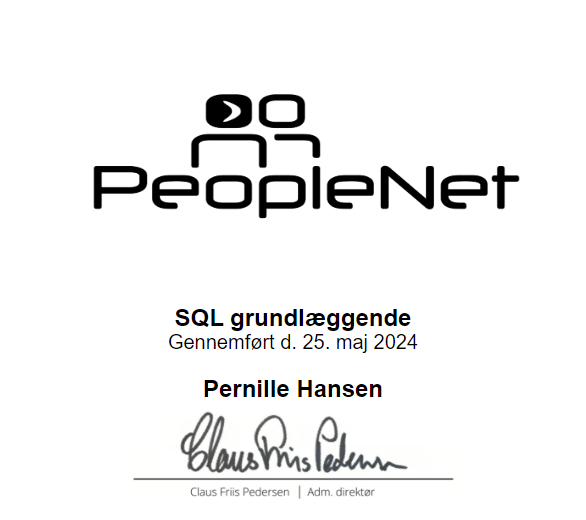 PeopleNet
SQL grundlæggende
Gennemført d. 25. maj 2024
Pernille Hansen
Claus Friis Pedersen
Claus Friis Pedersen | Adm. direktør